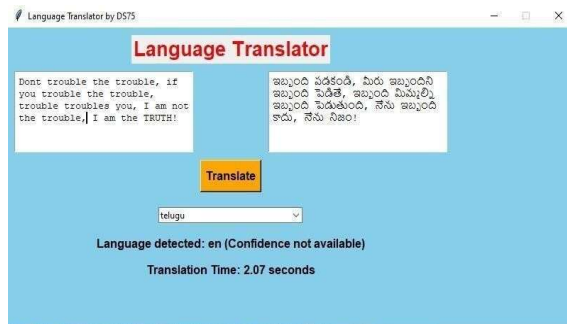 Language Translator by DS75
Language Translator
Dont trouble the trouble, if
you trouble the trouble,
trouble troubles you, I am not
the trouble, I am the TRUTH!
ఇబ్బంది పడకండి, మీరు ఇబ్బందిని
ఇబ్బంది పెడితే, ఇబ్బంది మిమ్మల్ని
ఇబ్బంది పెడుతుంది, నేను ఇబ్బంది
కాదు, నేను నిజం!
Translate
telugu
Language detected: en (Confidence not available)
Translation Time: 2.07 seconds